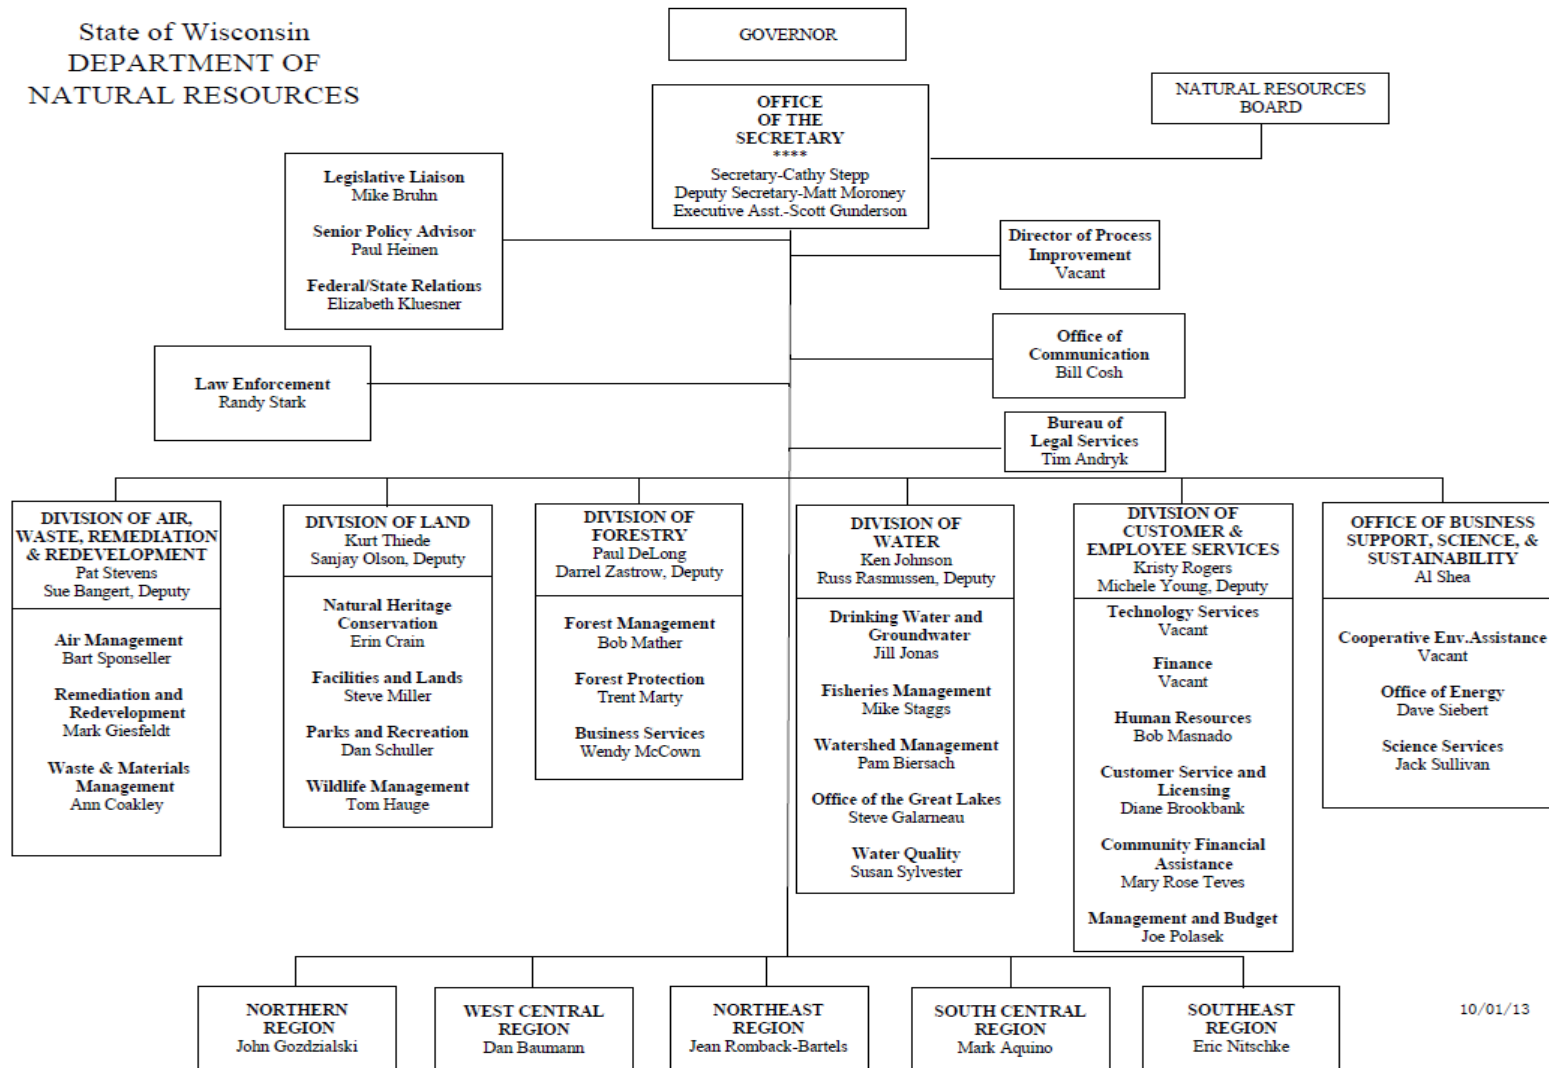 State of Wisconsin
DEPARTMENT OF
NATURAL RESOURCES
GOVERNOR
NATURAL RESOURCES
BOARD
OFFICE
OF THE
SECRETARY
****
Secretary-Cathy Stepp
Deputy Secretary-Matt Moroney
Executive Asst.-Scott Gunderson
Legislative Liaison
Mike Bruhn
Senior Policy Advisor
Paul Heinen
Federal/State Relations
Elizabeth Kluesner
Director of Process
Improvement
Vacant
Office of
Communication
Bill Cosh
Law Enforcement
Randy Stark
Bureau of
Legal Services
Tim Andryk
DIVISION OF AIR,
WASTE, REMEDIATION
& REDEVELOPMENT
Pat Stevens
Sue Bangert, Deputy
Air Management
Bart Sponseller
Remediation and
Redevelopment
Mark Giesfeldt
Waste & Materials
Management
Ann Coakley
DIVISION OF LAND
Kurt Thiede
Sanjay Olson, Deputy
Natural Heritage
Conservation
Erin Crain
Facilities and Lands
Steve Miller
Parks and Recreation
Dan Schuller
Wildlife Management
Tom Hauge
DIVISION OF
FORESTRY
Paul DeLong
Darrel Zastrow, Deputy
Forest Management
Bob Mather
Forest Protection
Trent Marty
Business Services
Wendy McCown
DIVISION OF
WATER
Ken Johnson
Russ Rasmussen, Deputy
Drinking Water and
Groundwater
Jill Jonas
Fisheries Management
Mike Staggs
Watershed Management
Pam Biersach
Office of the Great Lakes
Steve Galarneau
Water Quality
Susan Sylvester
DIVISION OF
CUSTOMER &
EMPLOYEE SERVICES
Kristy Rogers
Michele Young, Deputy
Technology Services
Vacant
Finance
Vacant
Human Resources
Bob Masnado
Customer Service and
Licensing
Diane Brookbank
Community Financial
Assistance
Mary Rose Teves
Management and Budget
Joe Polasek
OFFICE OF BUSINESS
SUPPORT, SCIENCE, &
SUSTAINABILITY
Al Shea
Cooperative Env.Assistance
Vacant
Office of Energy
Dave Siebert
Science Services
Jack Sullivan
NORTHERN
REGION
John Gozdzialski
WEST CENTRAL
REGION
Dan Baumann
NORTHEAST
REGION
Jean Romback-Bartels
SOUTH CENTRAL
REGION
Mark Aquino
SOUTHEAST
REGION
Eric Nitschke
10/01/13